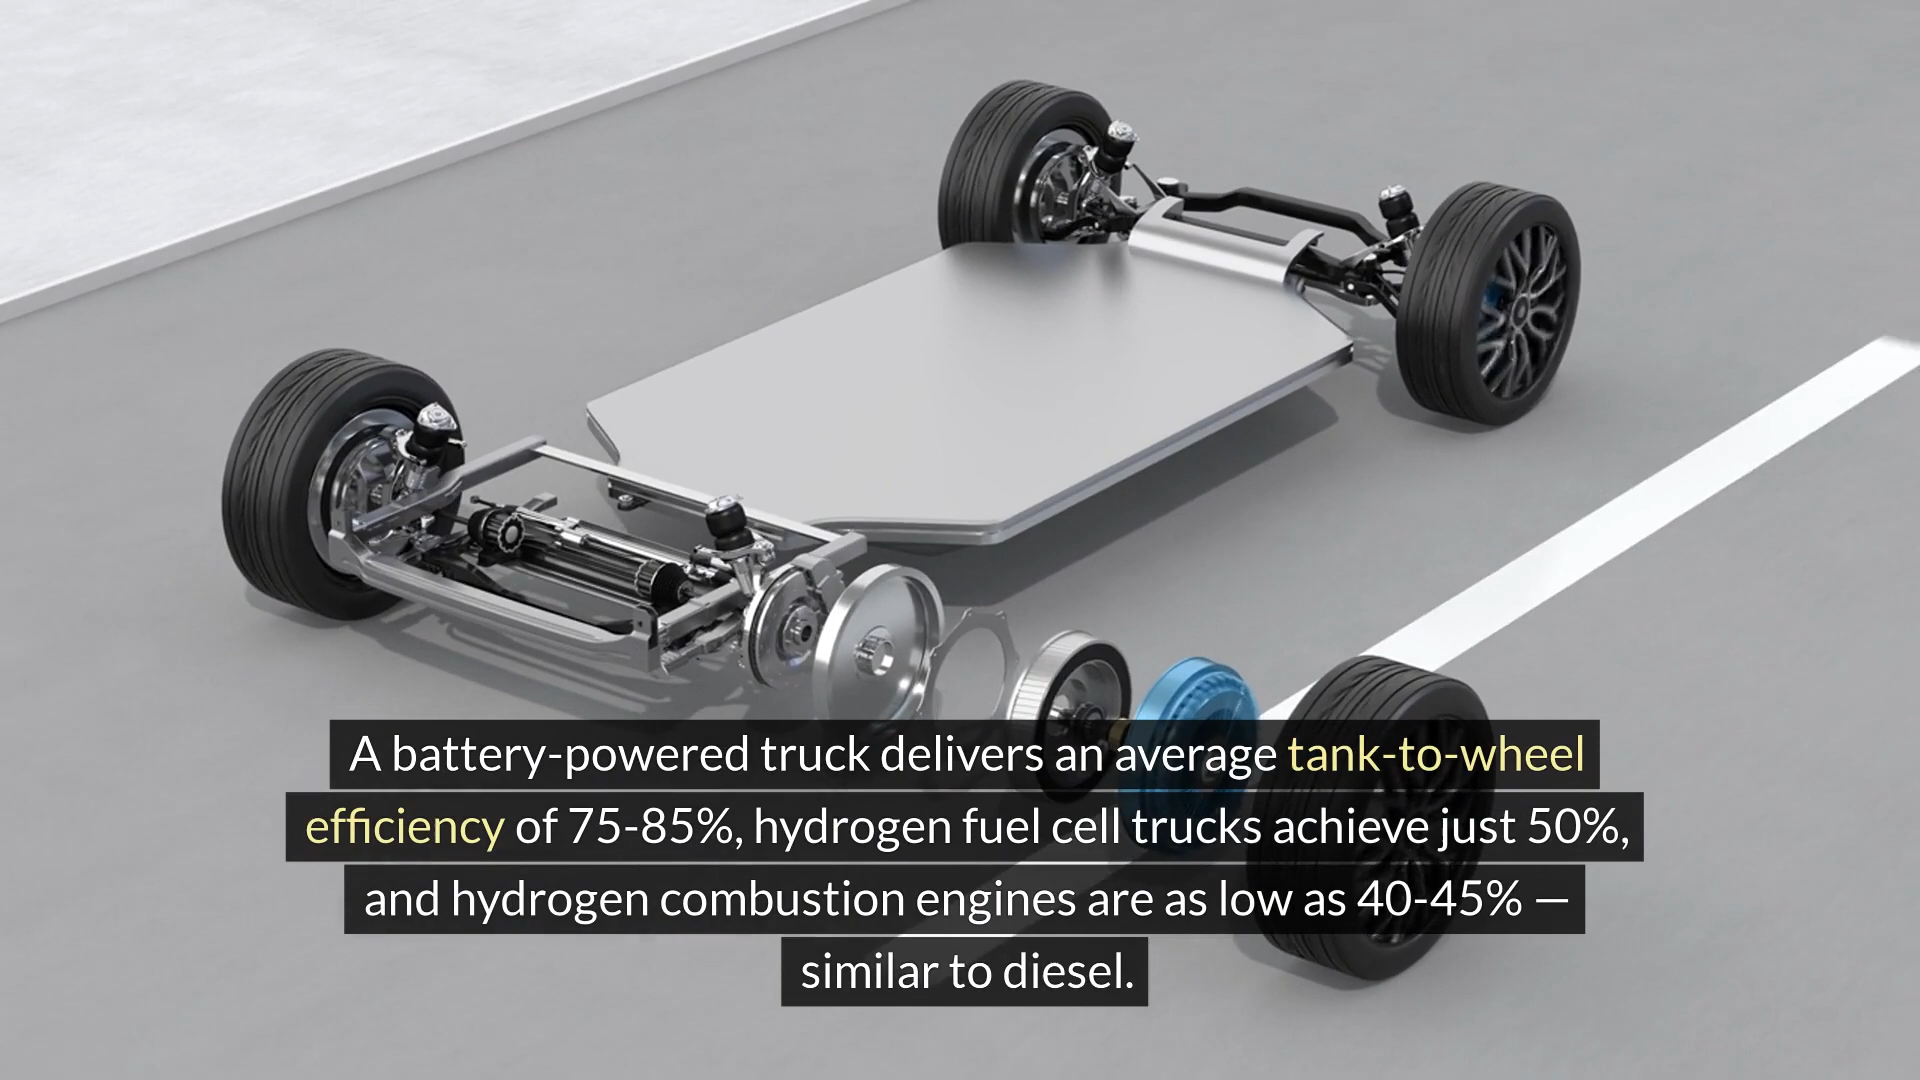 A battery-powered truck delivers an average tank-to-wheel
efficiency of 75-85%, hydrogen fuel cell trucks achieve just 50%,
and hydrogen combustion engines are as low as 40-45% —
similar to diesel.